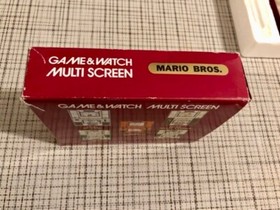 GAME & WATCH
MULTI SCREEN
MARIO BROS.
GAME & WATCH MULTI SCREEN